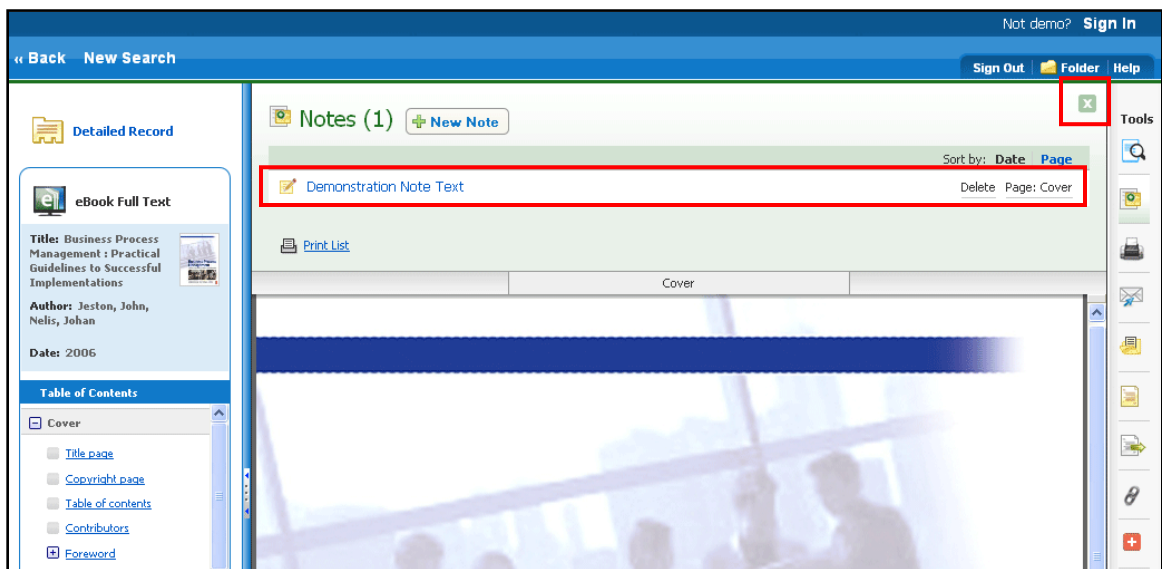 Not demo? Sign In
‹‹ Back New Search
Sign Out Folder Help
Detailed Record
eBook Full Text
Title: Business Process
Management : Practical
Guidelines to Successful
Implementations
Author: Jeston, John,
Nelis, Johan
Date: 2006
Table of Contents
Cover
Title page
Copyright page
Table of contents
Contributors
Foreword
Notes (1) New Note
Sort by: Date Page
Demonstration Note Text Delete Page: Cover
Print List
Cover
Tools